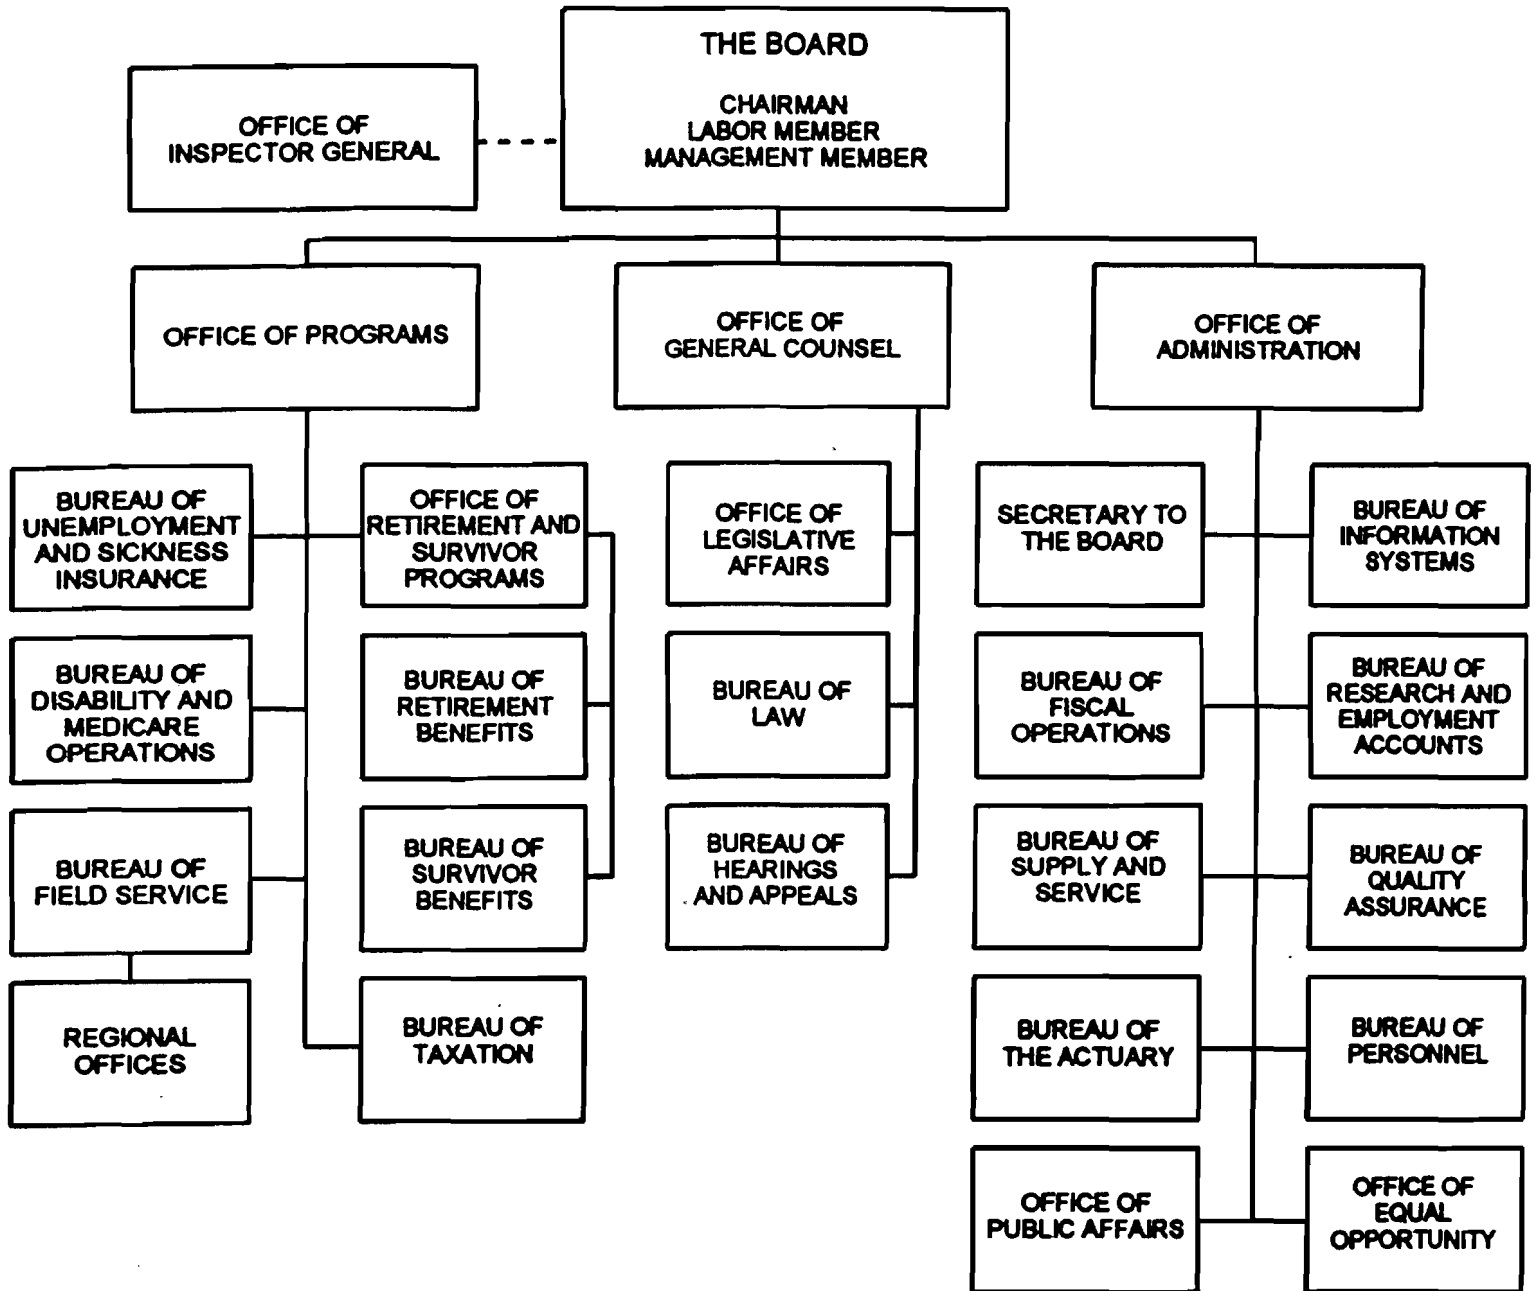 THE BOARD
CHAIRMAN
LABOR MEMBER
MANAGEMENT MEMBER
OFFICE OF
INSPECTOR GENERAL
OFFICE OF PROGRAMS
OFFICE OF
GENERAL COUNSEL
OFFICE OF
ADMINISTRATION
BUREAU OF
UNEMPLOYMENT
AND SICKNESS
INSURANCE
OFFICE OF
RETIREMENT AND
SURVIVOR
PROGRAMS
OFFICE OF
LEGISLATIVE
AFFAIRS
SECRETARY TO
THE BOARD
BUREAU OF
INFORMATION
SYSTEMS
BUREAU OF
DISABILITY AND
MEDICARE
OPERATIONS
BUREAU OF
RETIREMENT
BENEFITS
BUREAU OF
LAW
BUREAU OF
FISCAL
OPERATIONS
BUREAU OF
RESEARCH AND
EMPLOYMENT
ACCOUNTS
BUREAU OF
FIELD SERVICE
BUREAU OF
SURVIVOR
BENEFITS
BUREAU OF
HEARINGS
AND APPEALS
BUREAU OF
SUPPLY AND
SERVICE
BUREAU OF
QUALITY
ASSURANCE
REGIONAL
OFFICES
BUREAU OF
TAXATION
BUREAU OF
THE ACTUARY
BUREAU OF
PERSONNEL
OFFICE OF
PUBLIC AFFAIRS
OFFICE OF
EQUAL
OPPORTUNITY